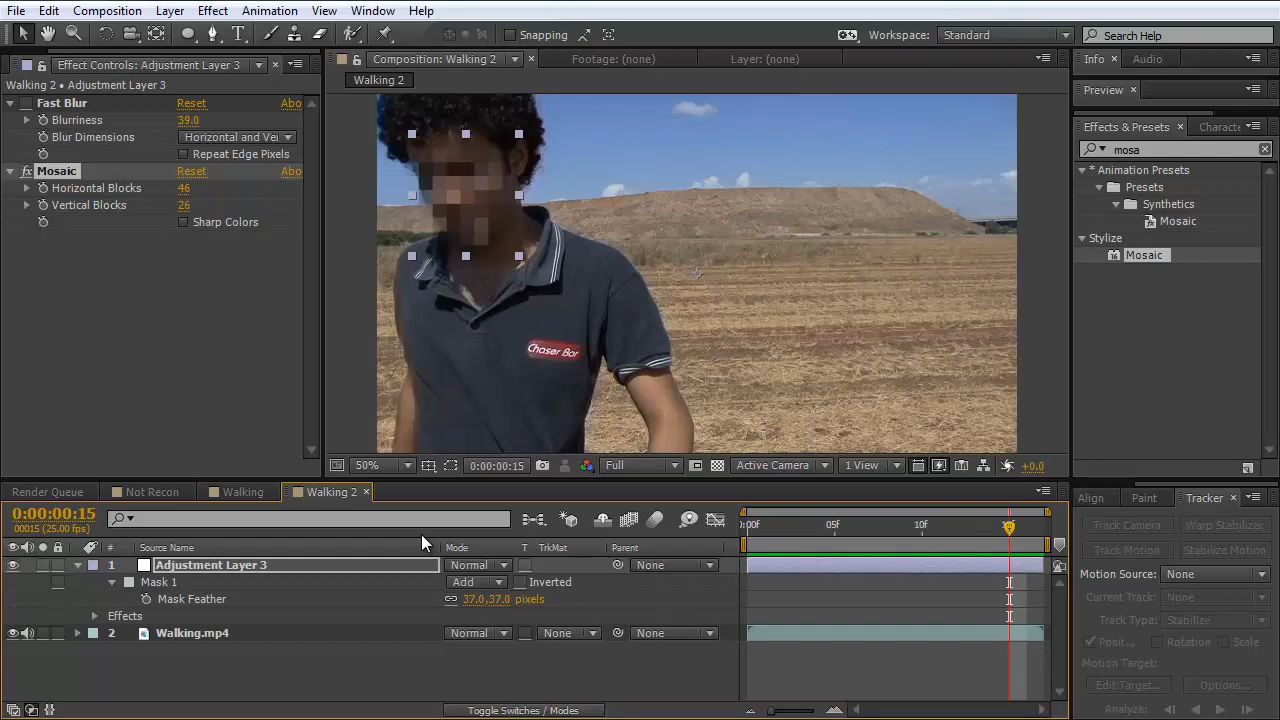 File Edit Composition Layer Effect Animation View Window Help
Snapping Workspace: Standard Search Help
Effect Controls: Adjustment Layer 3
Walking 2 • Adjustment Layer 3
Fast Blur Reset Abo
Blurriness 39.0
Blur Dimensions Horizontal and Ver
Repeat Edge Pixels
Mosaic Reset Abo
Horizontal Blocks 46
Vertical Blocks 26
Sharp Colors
Composition: Walking 2 Footage: (none) Layer: (none)
Walking 2
Chaser Bar
50% 0:00:00:15 Full Active Camera 1 View +0.0
Info Audio
Preview
Effects & Presets Characte
mosa
* Animation Presets
Presets
Synthetics
Mosaic
Stylize
Mosaic
Render Queue Not Recon Walking Walking 2
0:00:00:15
00015 (25.00 fps)
:00f 05f 10f
# Source Name Mode T TrkMat Parent
1 Adjustment Layer 3 Normal None
Mask 1 Add Inverted
Mask Feather 37.0,37.0 pixels
Effects
2 Walking.mp4 Normal None None
Toggle Switches / Modes
Align Paint Tracker
Track Camera Warp Stabilizer
Track Motion Stabilize Motion
Motion Source: None
Current Track: None
Track Type: Stabilize
Posit... Rotation Scale
Motion Target:
Edit Target... Options...
Analyze: